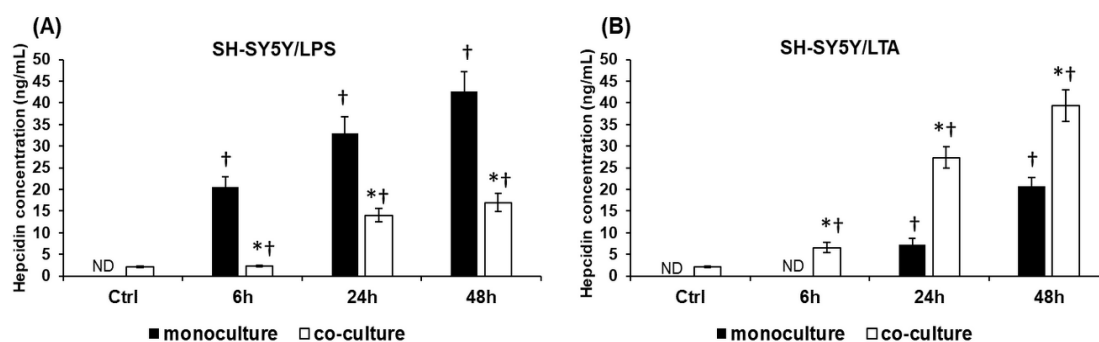 (A)
SH-SY5Y/LPS
Hepcidin concentration (ng/mL)
50
45
40
35
30
25
20
15
10
5
0
ND
†
*†
†
*†
†
*†
Ctrl 6h 24h 48h
■ monoculture □ co-culture
(B)
SH-SY5Y/LTA
Hepcidin concentration (ng/mL)
50
45
40
35
30
25
20
15
10
5
0
ND
ND
*†
†
*†
†
*†
Ctrl 6h 24h 48h
■ monoculture □ co-culture